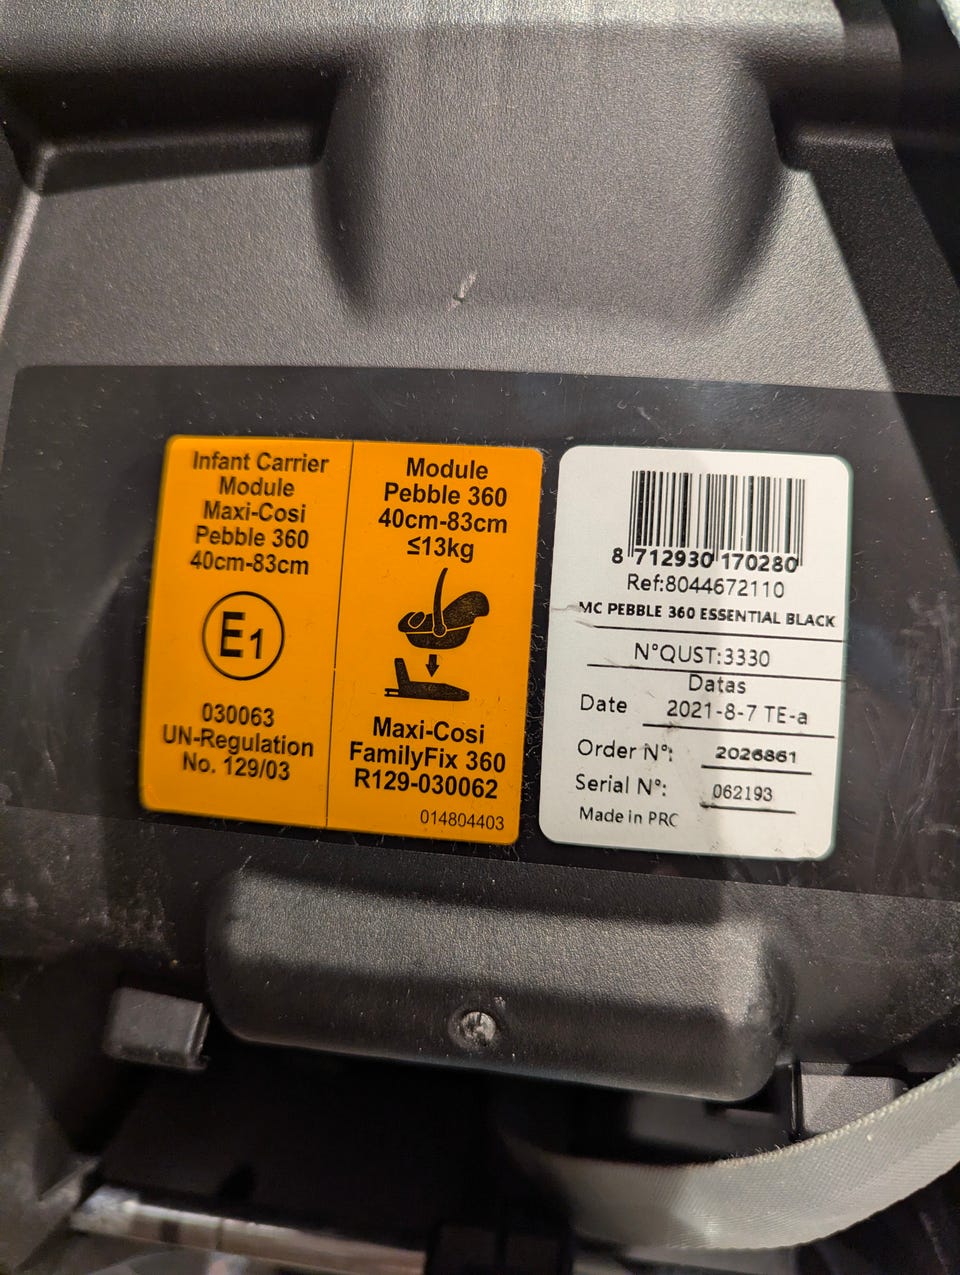 Infant Carrier
Module
Maxi-Cosi
Pebble 360
40cm-83cm
E1
030063
UN-Regulation
No. 129/03
Module
Pebble 360
40cm-83cm
≤13kg
Maxi-Cosi
FamilyFix 360
R129-030062
014804403
8 712930 170280
Ref:8044672110
MC PEBBLE 360 ESSENTIAL BLACK
N°QUST:3330
Datas
Date 2021-8-7 TE-a
Order N°: 2026861
Serial N°: 062193
Made in PRC